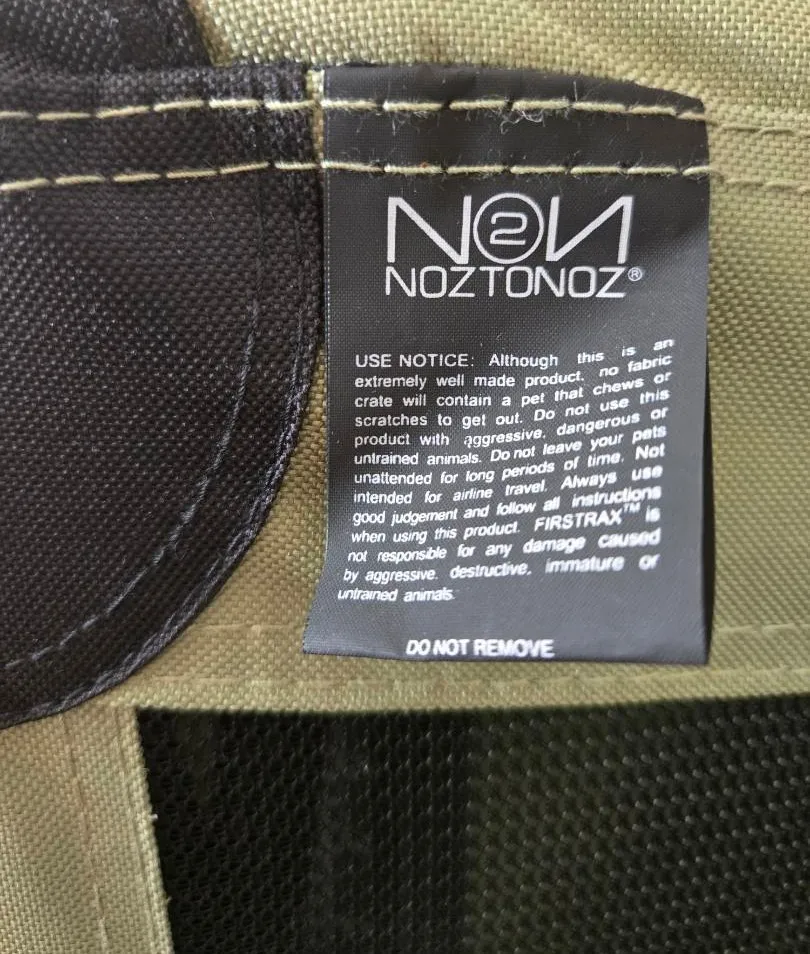 N2N
NOZTONOZ®
USE NOTICE: Although this is an
extremely well made product, no fabric
crate will contain a pet that chews or
scratches to get out. Do not use this
product with aggressive, dangerous or
untrained animals. Do not leave your pets
unattended for long periods of time. Not
intended for airline travel. Always use
good judgement and follow all instructions
when using this product. FIRSTRAX™ is
not responsible for any damage caused
by aggressive, destructive, immature or
untrained animals.
DO NOT REMOVE